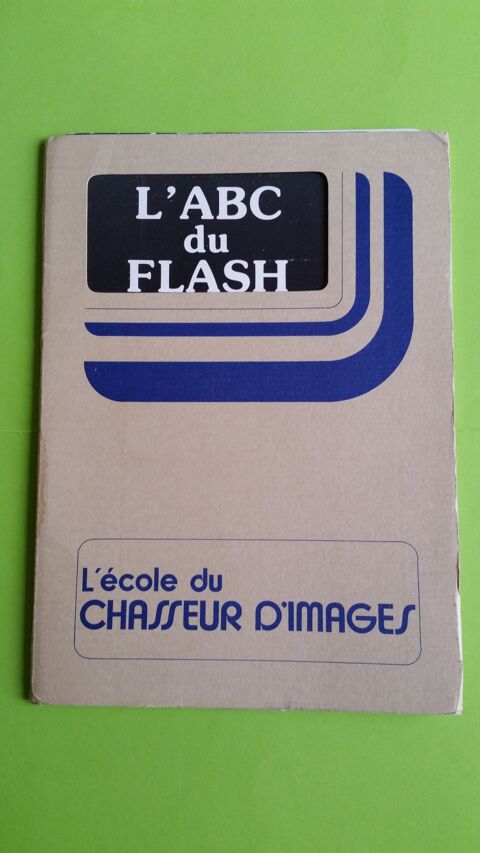 L'ABC
du
FLASH
L'école du
CHASSEUR D'IMAGES